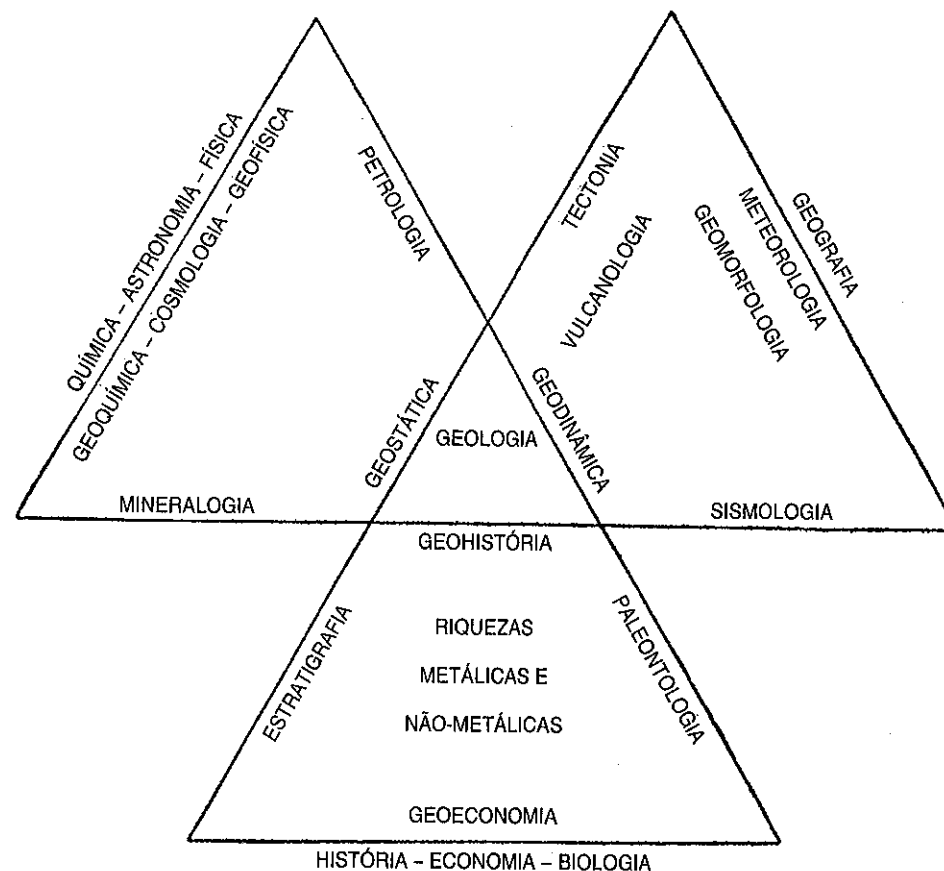 QUÍMICA – ASTRONOMIA – FÍSICA
GEOQUÍMICA – COSMOLOGIA – GEOFÍSICA
PETROLOGIA
MINERALOGIA
TECTONIA
VULCANOLOGIA
GEOMORFOLOGIA
METEOROLOGIA
GEOGRAFIA
SISMOLOGIA
GEOSTÁTICA
GEOLOGIA
GEODINÂMICA
GEOHISTÓRIA
ESTRATIGRAFIA
RIQUEZAS
METÁLICAS E
NÃO-METÁLICAS
PALEONTOLOGIA
GEOECONOMIA
HISTÓRIA – ECONOMIA – BIOLOGIA